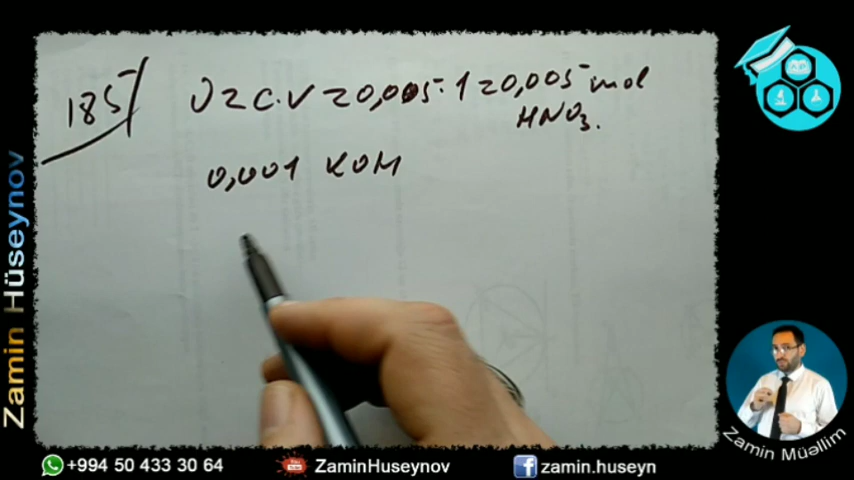 185
ν = C.V = 0,005 · 1 = 0,005 mol
HNO3.
0,001 KOH
Zamin Hüseynov
Zamin Müəllim
+994 50 433 30 64
ZaminHuseynov
zamin.huseyn